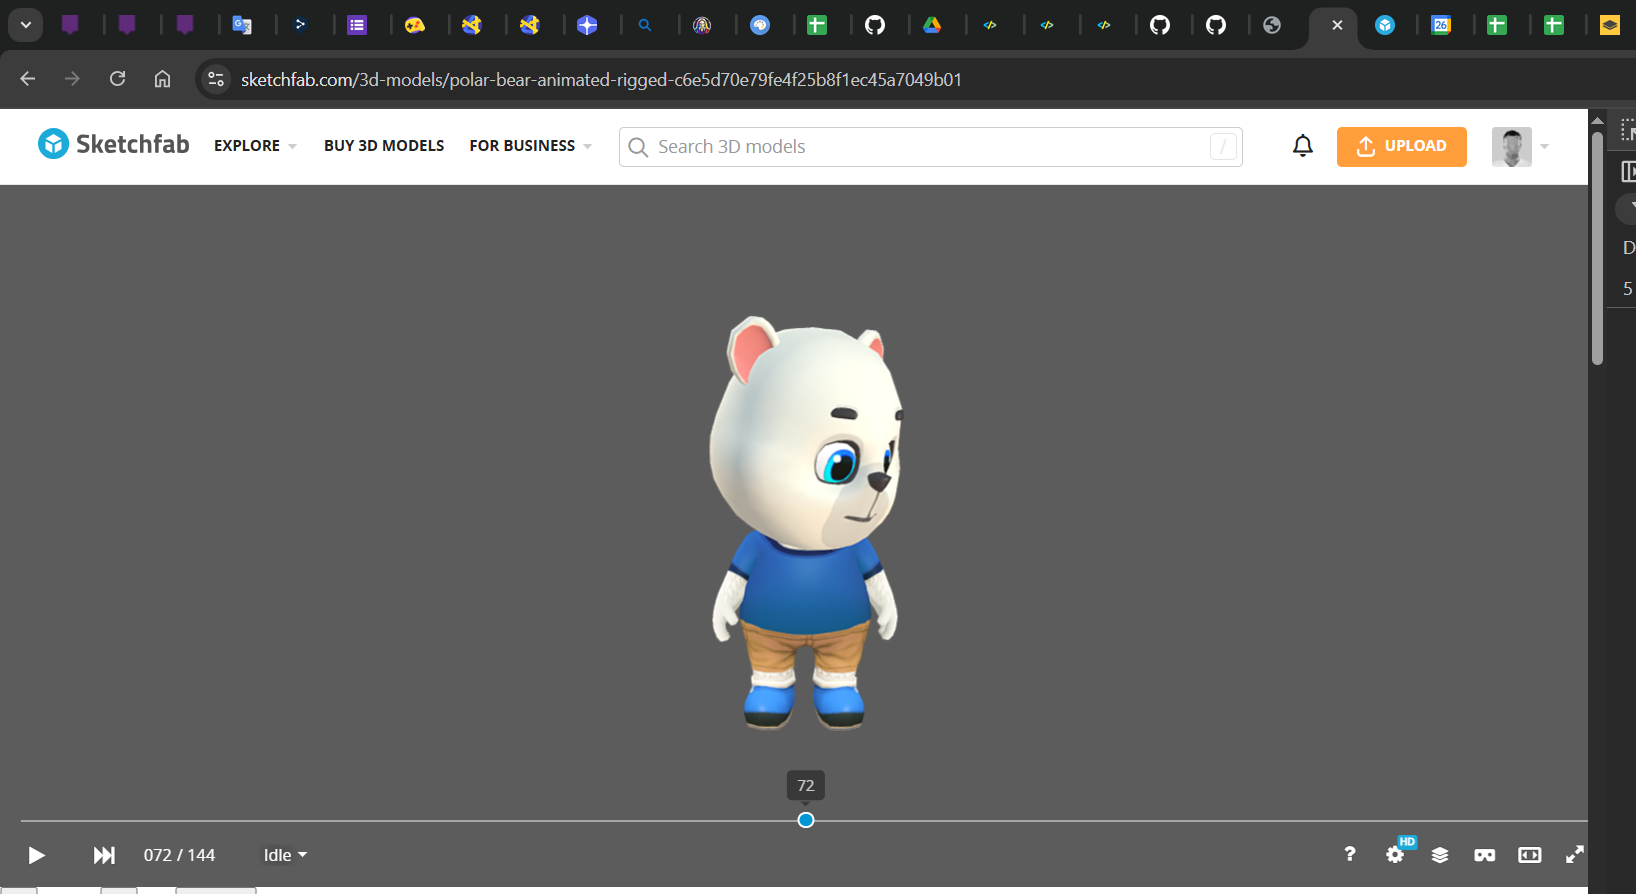 26
sketchfab.com/3d-models/polar-bear-animated-rigged-c6e5d70e79fe4f25b8f1ec45a7049b01
Sketchfab EXPLORE BUY 3D MODELS FOR BUSINESS Search 3D models / UPLOAD
D
5
72
072 / 144 Idle ? HD